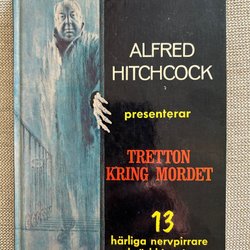 ALFRED
HITCHCOCK
presenterar
TRETTON
KRING MORDET
13
härliga nervpirrare